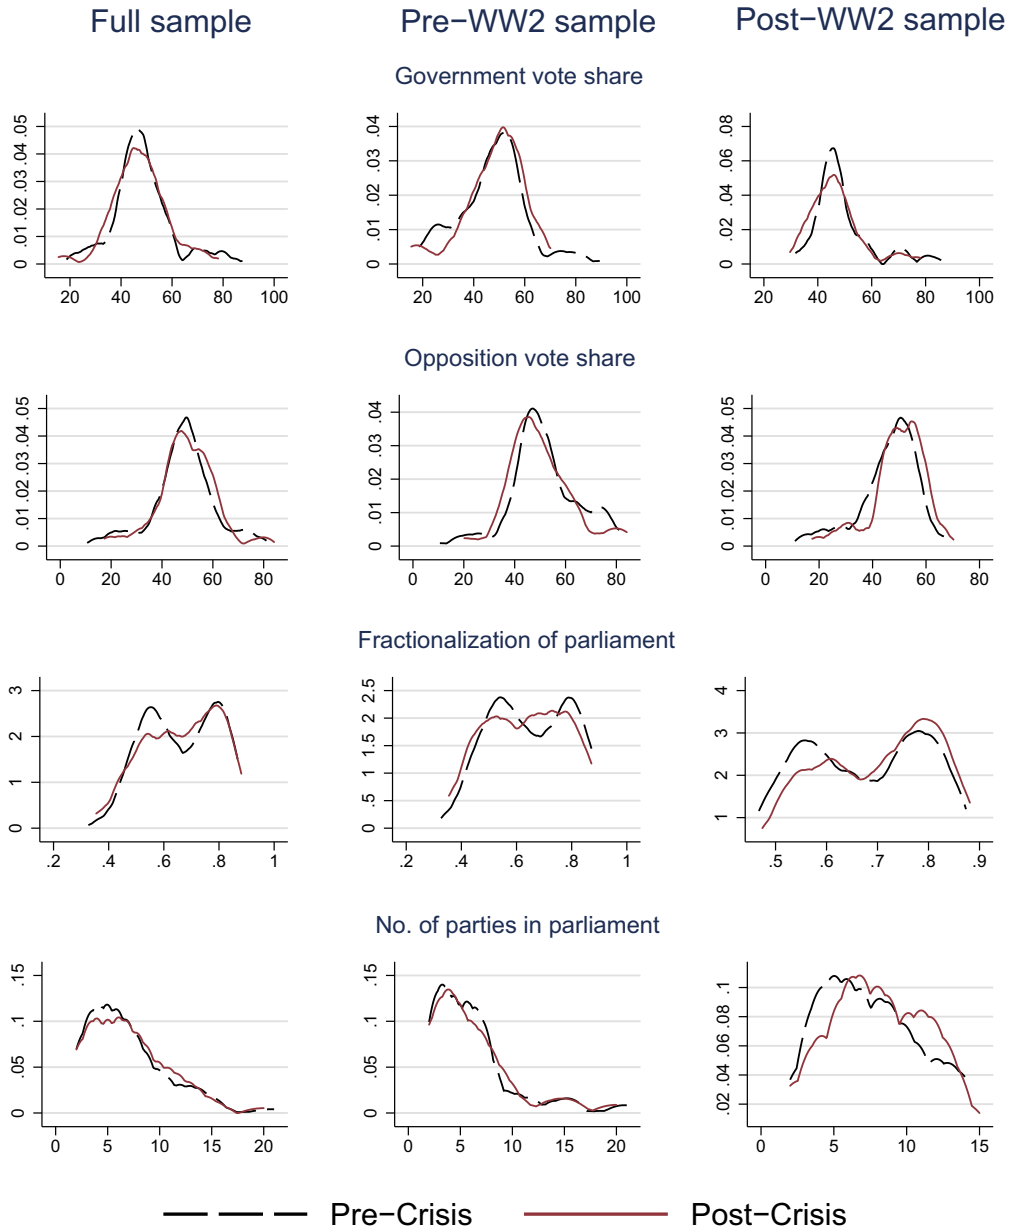 Full sample Pre−WW2 sample Post−WW2 sample
Government vote share
0 .01 .02 .03 .04 .05
20 40 60 80 100
0 .01 .02 .03 .04
20 40 60 80 100
0 .02 .04 .06 .08
20 40 60 80 100
Opposition vote share
0 .01 .02 .03 .04 .05
0 20 40 60 80
0 .01 .02 .03 .04
0 20 40 60 80
0 .01 .02 .03 .04 .05
0 20 40 60 80
Fractionalization of parliament
0 1 2 3
.2 .4 .6 .8 1
0 .5 1 1.5 2 2.5
.2 .4 .6 .8 1
1 2 3 4
.5 .6 .7 .8 .9
No. of parties in parliament
0 .05 .1 .15
0 5 10 15 20
0 .05 .1 .15
0 5 10 15 20
.02 .04 .06 .08 .1
0 5 10 15
Pre−Crisis Post−Crisis